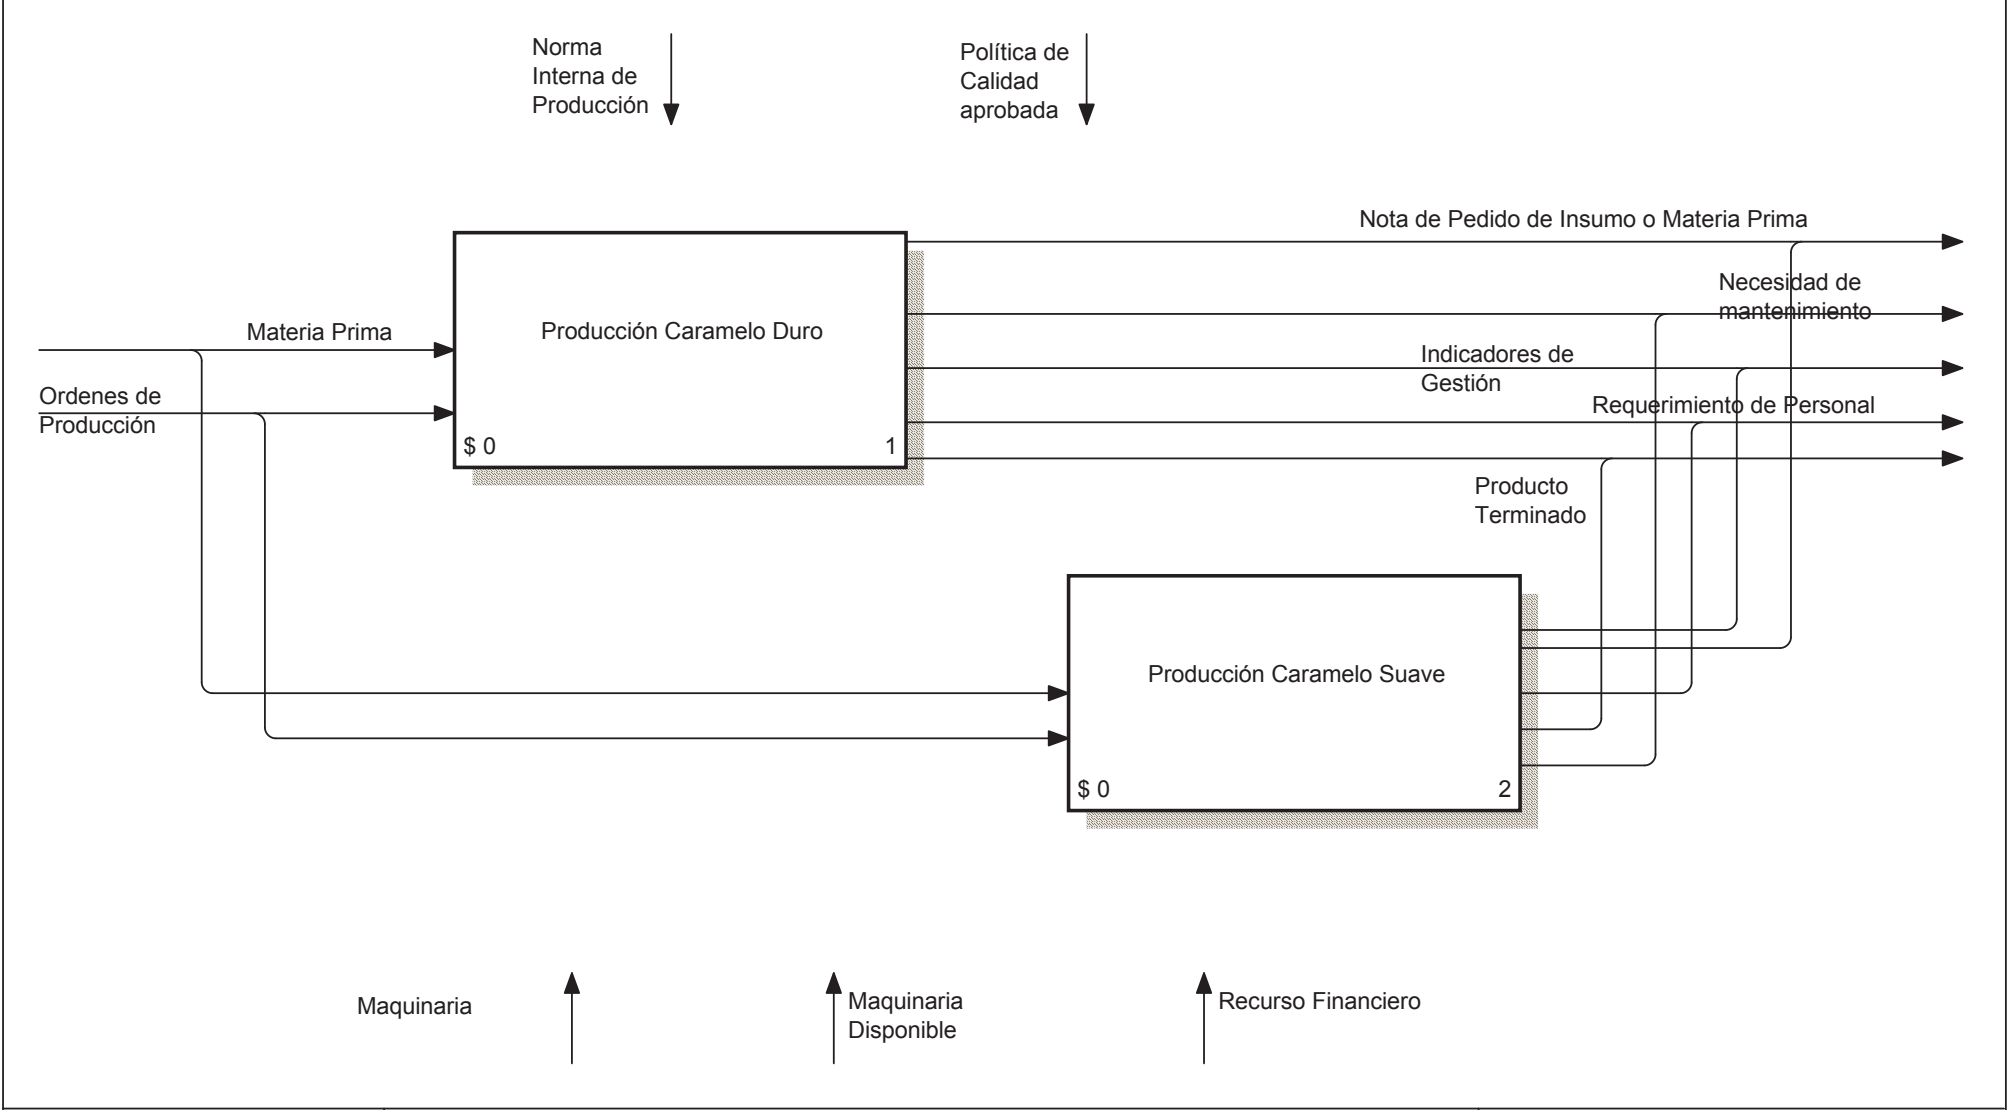 Norma
Interna de
Producción
Política de
Calidad
aprobada
Nota de Pedido de Insumo o Materia Prima
Necesidad de
mantenimiento
Materia Prima
Producción Caramelo Duro
Indicadores de
Gestión
Ordenes de
Producción
Requerimiento de Personal
$ 0
1
Producto
Terminado
Producción Caramelo Suave
$ 0
2
Maquinaria
Maquinaria
Disponible
Recurso Financiero